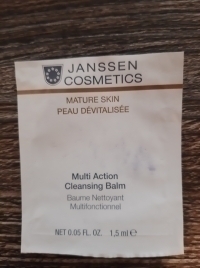 JANSSEN
COSMETICS
MATURE SKIN
PEAU DÉVITALISÉE
Multi Action
Cleansing Balm
Baume Nettoyant
Multifonctionnel
NET 0.05 FL. OZ. 1,5 ml ℮